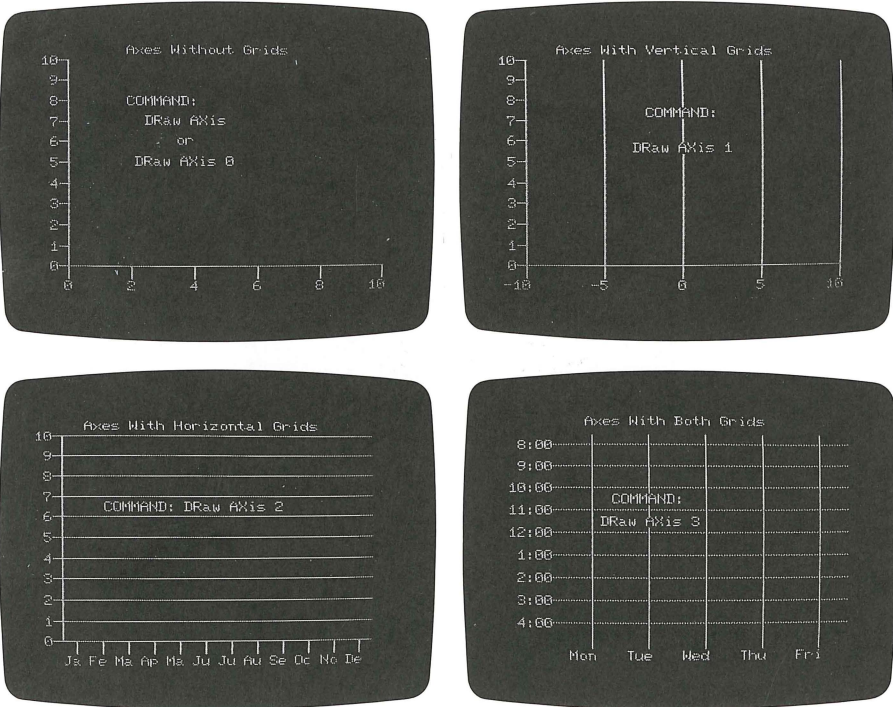 Axes Without Grids
10
9
8
7
6
5
4
3
2
1
0
COMMAND:
DRaw AXis
or
DRaw AXis 0
0 2 4 6 8 10
Axes With Vertical Grids
10
9
8
7
6
5
4
3
2
1
0
COMMAND:
DRaw AXis 1
-10 -5 0 5 10
Axes With Horizontal Grids
10
9
8
7
6
5
4
3
2
1
0
COMMAND: DRaw AXis 2
Ja Fe Ma Ap Ma Ju Ju Au Se Oc No De
Axes With Both Grids
8:00
9:00
10:00
11:00
12:00
1:00
2:00
3:00
4:00
COMMAND:
DRaw AXis 3
Mon Tue Wed Thu Fri